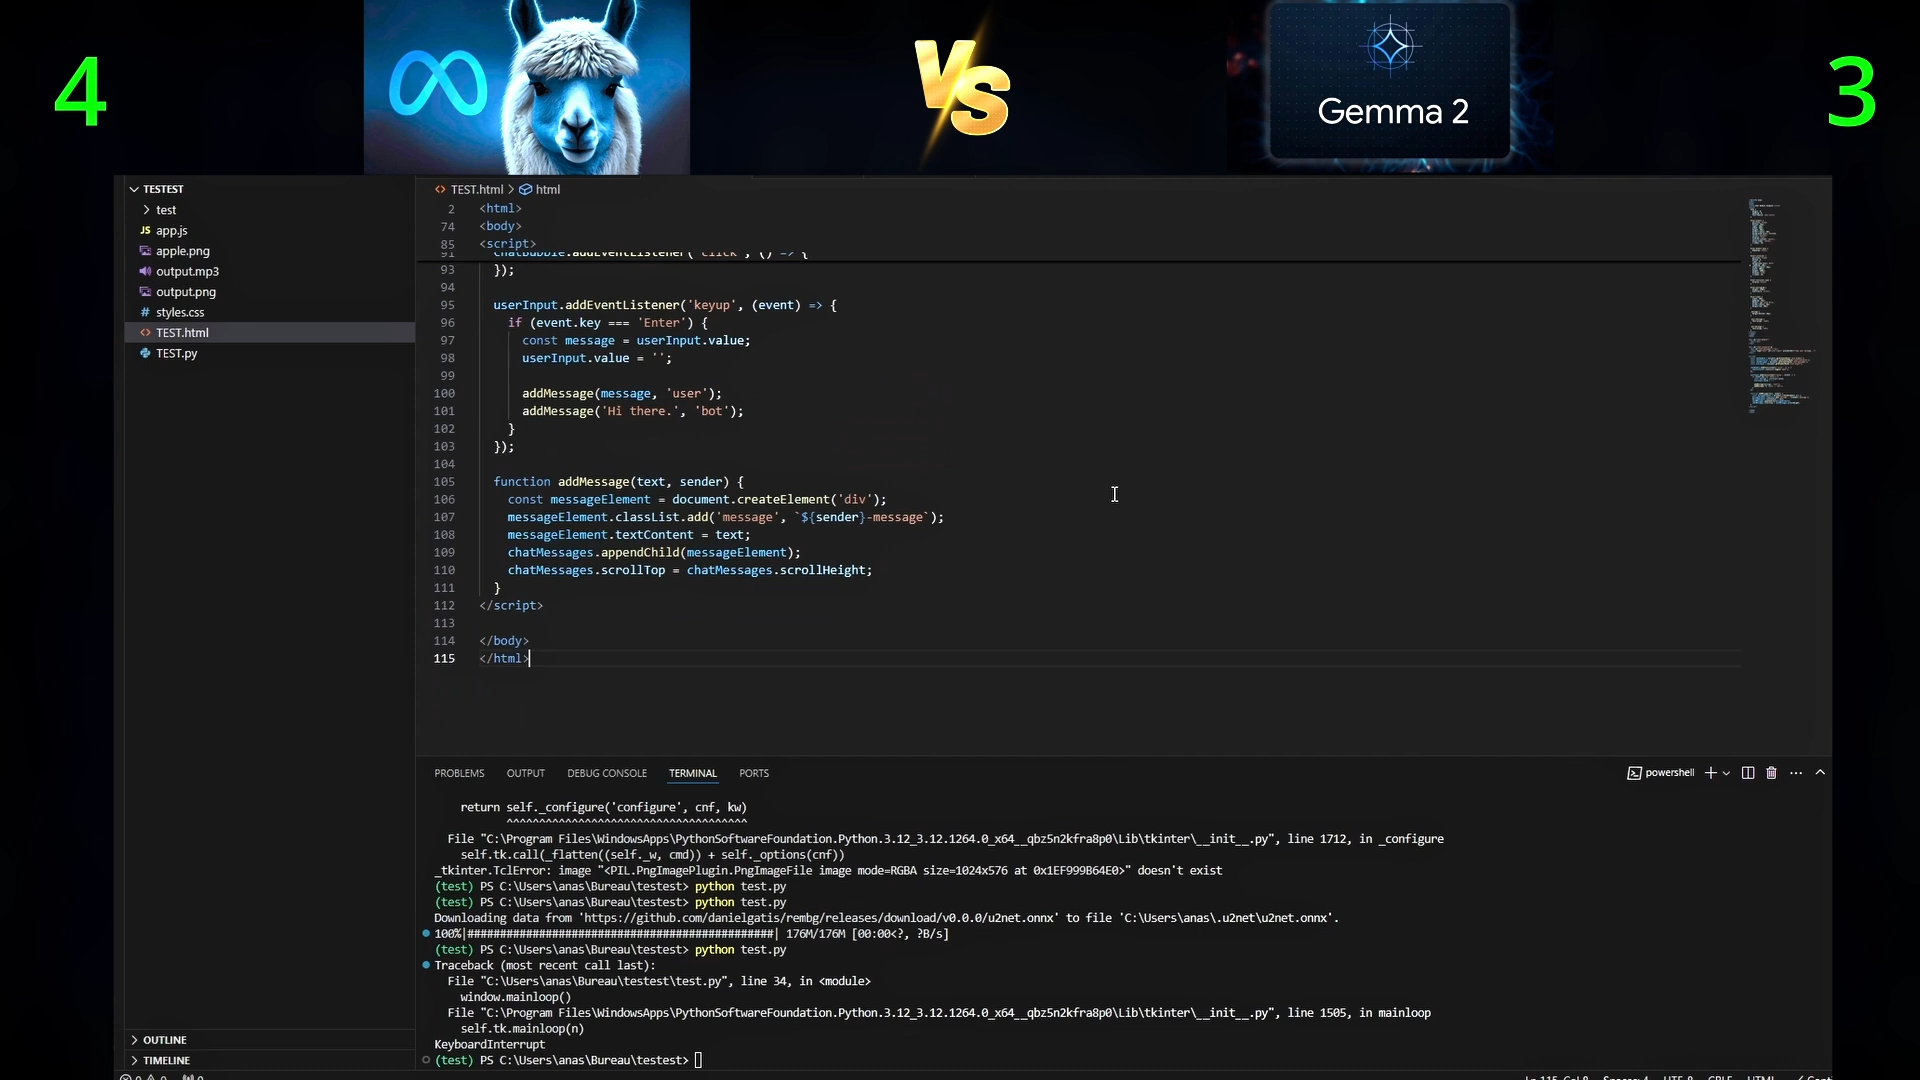 4
VS
Gemma 2
3
TESTEST
test
app.js
apple.png
output.mp3
output.png
styles.css
TEST.html
TEST.py
OUTLINE
TIMELINE
TEST.html > html
2 <html>
74 <body>
85 <script>
91 chatBubble.addEventListener('click', () => {
93 });
94
95 userInput.addEventListener('keyup', (event) => {
96 if (event.key === 'Enter') {
97 const message = userInput.value;
98 userInput.value = '';
99
100 addMessage(message, 'user');
101 addMessage('Hi there.', 'bot');
102 }
103 });
104
105 function addMessage(text, sender) {
106 const messageElement = document.createElement('div');
107 messageElement.classList.add('message', `${sender}-message`);
108 messageElement.textContent = text;
109 chatMessages.appendChild(messageElement);
110 chatMessages.scrollTop = chatMessages.scrollHeight;
111 }
112 </script>
113
114 </body>
115 </html>
PROBLEMS OUTPUT DEBUG CONSOLE TERMINAL PORTS
powershell
return self._configure('configure', cnf, kw)
^^^^^^^^^^^^^^^^^^^^^^^^^^^^^^^^^^^^
File "C:\Program Files\WindowsApps\PythonSoftwareFoundation.Python.3.12_3.12.1264.0_x64__qbz5n2kfra8p0\Lib\tkinter\__init__.py", line 1712, in _configure
self.tk.call(_flatten((self._w, cmd)) + self._options(cnf))
_tkinter.TclError: image "<PIL.PngImagePlugin.PngImageFile image mode=RGBA size=1024x576 at 0x1EF999B64E0>" doesn't exist
(test) PS C:\Users\anas\Bureau\testest> python test.py
(test) PS C:\Users\anas\Bureau\testest> python test.py
Downloading data from 'https://github.com/danielgatis/rembg/releases/download/v0.0.0/u2net.onnx' to file 'C:\Users\anas\.u2net\u2net.onnx'.
100%|###############################################| 176M/176M [00:00<?, ?B/s]
(test) PS C:\Users\anas\Bureau\testest> python test.py
Traceback (most recent call last):
File "C:\Users\anas\Bureau\testest\test.py", line 34, in <module>
window.mainloop()
File "C:\Program Files\WindowsApps\PythonSoftwareFoundation.Python.3.12_3.12.1264.0_x64__qbz5n2kfra8p0\Lib\tkinter\__init__.py", line 1505, in mainloop
self.tk.mainloop(n)
KeyboardInterrupt
(test) PS C:\Users\anas\Bureau\testest>